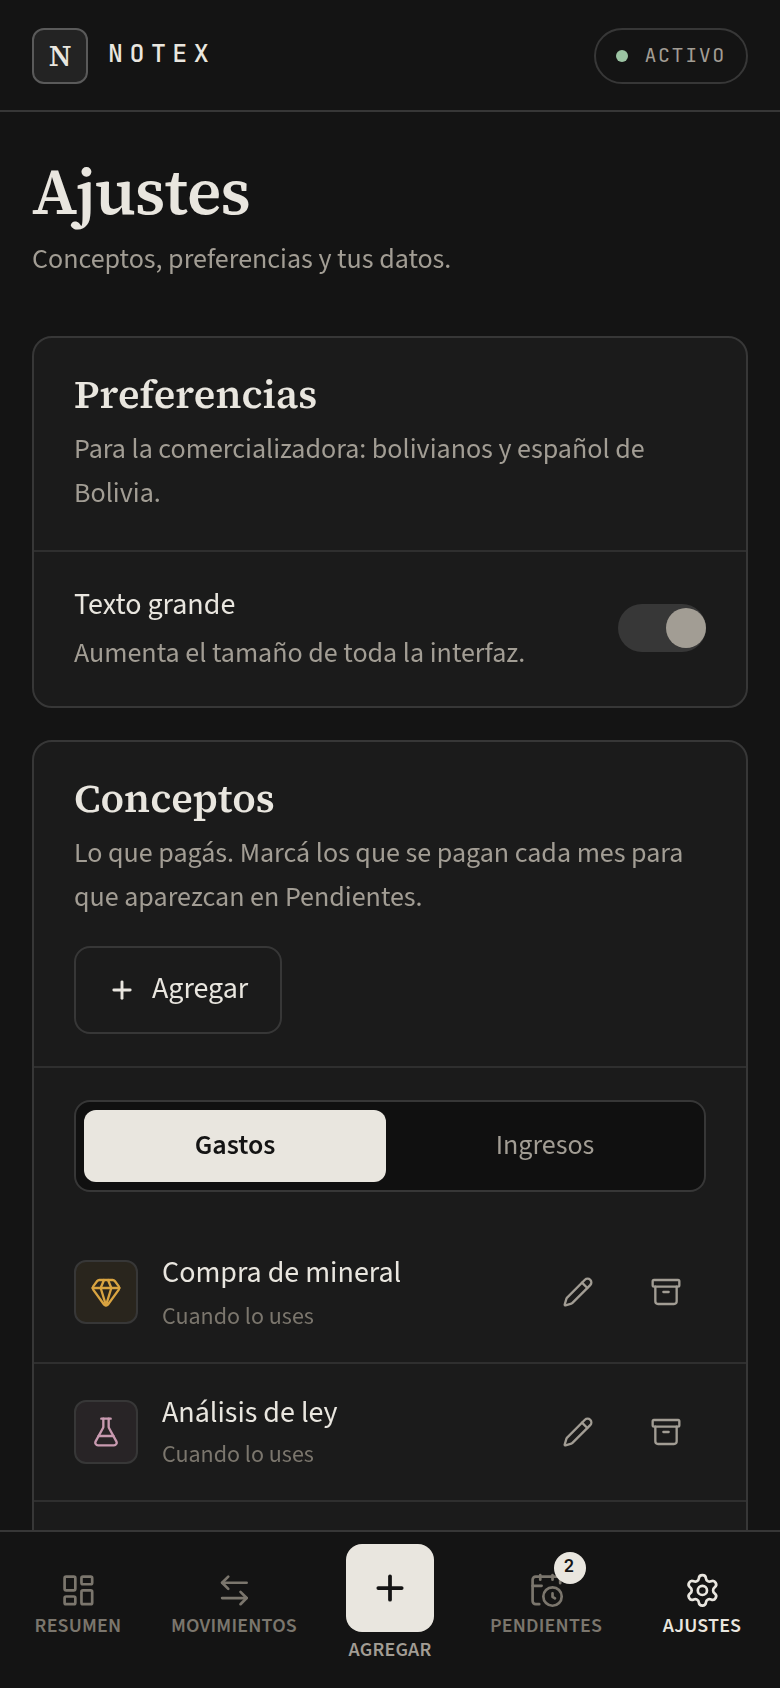 N NOTEX
ACTIVO
Ajustes
Conceptos, preferencias y tus datos.
Preferencias
Para la comercializadora: bolivianos y español de
Bolivia.
Texto grande
Aumenta el tamaño de toda la interfaz.
Conceptos
Lo que pagás. Marcá los que se pagan cada mes para
que aparezcan en Pendientes.
+ Agregar
Gastos
Ingresos
Compra de mineral
Cuando lo uses
Análisis de ley
Cuando lo uses
RESUMEN
MOVIMIENTOS
AGREGAR
2
PENDIENTES
AJUSTES